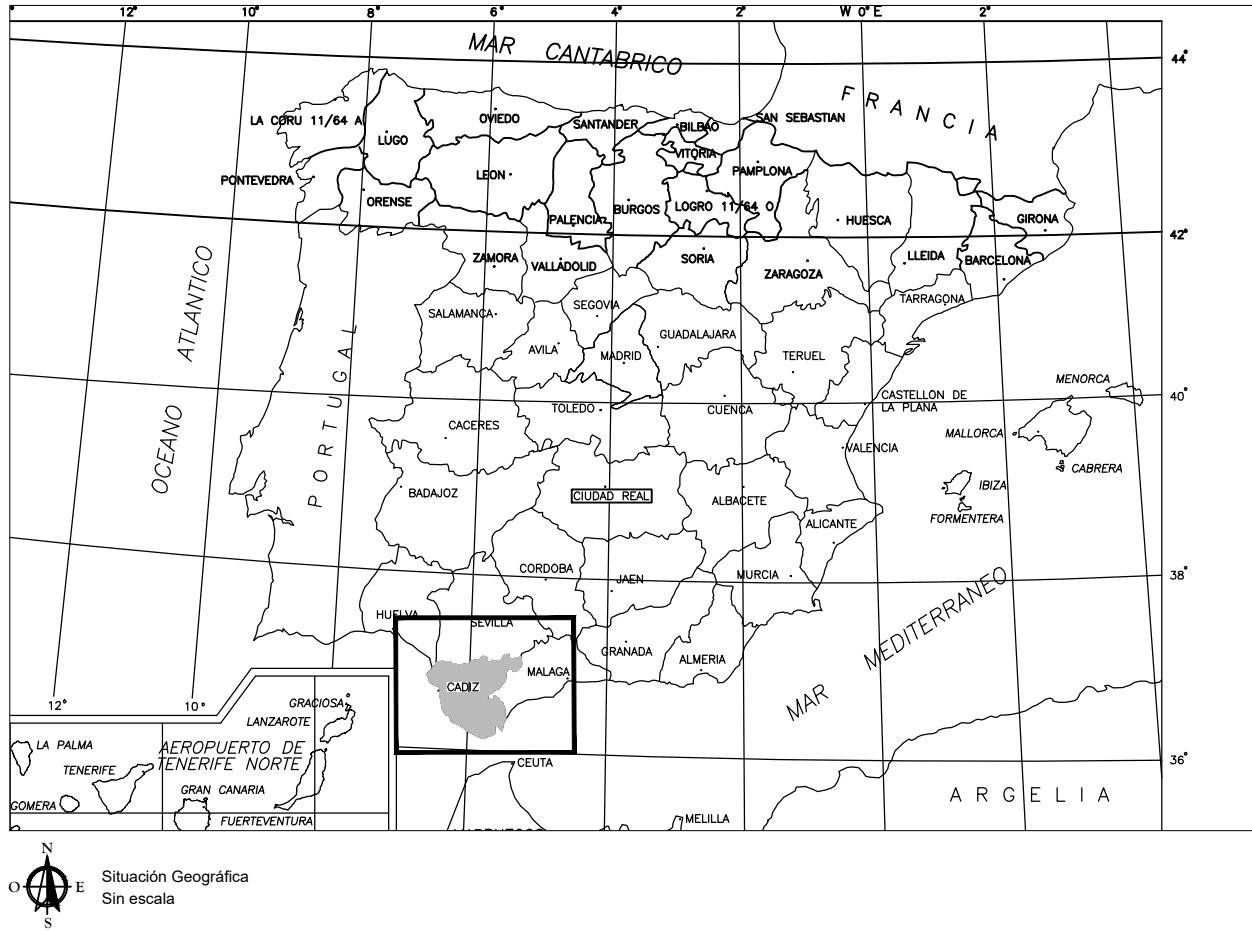 12° 8° 6° 4° 2° W 0° E 2°
MAR CANTABRICO
44°
FRANCIA
LA CORU 11/64 A
OVIEDO
SANTANDER
BILBAO
SAN SEBASTIAN
LUGO
VITORIA
PAMPLONA
LEON
PONTEVEDRA
ORENSE
PALENCIA
BURGOS
LOGRO 11/64 O
HUESCA
GIRONA
42°
ZAMORA
VALLADOLID
SORIA
ZARAGOZA
LLEIDA
BARCELONA
TARRAGONA
SALAMANCA
SEGOVIA
AVILA
MADRID
GUADALAJARA
TERUEL
OCEANO ATLANTICO
PORTUGAL
MENORCA
40°
TOLEDO
CUENCA
CASTELLON DE
LA PLANA
CACERES
VALENCIA
MALLORCA
CABRERA
BADAJOZ
CIUDAD REAL
ALBACETE
IBIZA
FORMENTERA
ALICANTE
CORDOBA
JAEN
MURCIA
38°
HUELVA
SEVILLA
GRANADA
ALMERIA
MALAGA
CADIZ
MAR MEDITERRANEO
12° 10°
GRACIOSA
LANZAROTE
LA PALMA
AEROPUERTO DE
TENERIFE NORTE
TENERIFE
GRAN CANARIA
GOMERA
FUERTEVENTURA
CEUTA
36°
ARGELIA
MELILLA
N
O E
S
Situación Geográfica
Sin escala